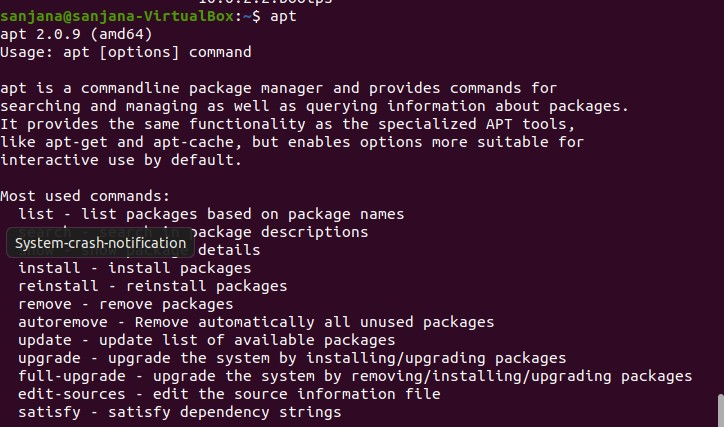 sanjana@sanjana-VirtualBox:~$ apt
apt 2.0.9 (amd64)
Usage: apt [options] command
apt is a commandline package manager and provides commands for
searching and managing as well as querying information about packages.
It provides the same functionality as the specialized APT tools,
like apt-get and apt-cache, but enables options more suitable for
interactive use by default.
Most used commands:
list - list packages based on package names
search - search in package descriptions
System-crash-notification
details
install - install packages
reinstall - reinstall packages
remove - remove packages
autoremove - Remove automatically all unused packages
update - update list of available packages
upgrade - upgrade the system by installing/upgrading packages
full-upgrade - upgrade the system by removing/installing/upgrading packages
edit-sources - edit the source information file
satisfy - satisfy dependency strings